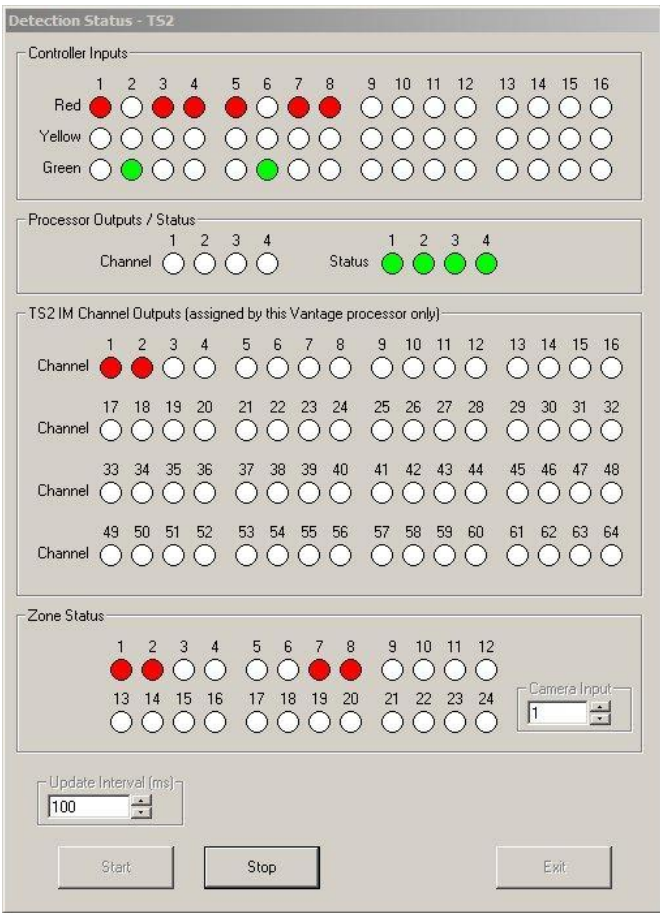 Detection Status - TS2
Controller Inputs
1 2 3 4 5 6 7 8 9 10 11 12 13 14 15 16
Red
Yellow
Green
Processor Outputs / Status
1 2 3 4 1 2 3 4
Channel Status
TS2 IM Channel Outputs (assigned by this Vantage processor only)
1 2 3 4 5 6 7 8 9 10 11 12 13 14 15 16
Channel
17 18 19 20 21 22 23 24 25 26 27 28 29 30 31 32
Channel
33 34 35 36 37 38 39 40 41 42 43 44 45 46 47 48
Channel
49 50 51 52 53 54 55 56 57 58 59 60 61 62 63 64
Channel
Zone Status
1 2 3 4 5 6 7 8 9 10 11 12
13 14 15 16 17 18 19 20 21 22 23 24
Camera Input
1
Update Interval (ms)
100
Start Stop Exit